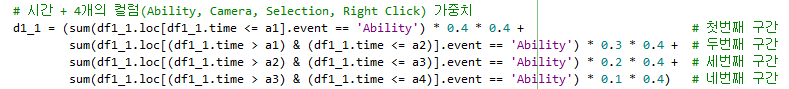 # 시간 + 4개의 컬럼(Ability, Camera, Selection, Right Click) 가중치
d1_1 = (sum(df1_1.loc[df1_1.time <= a1].event == 'Ability') * 0.4 * 0.4 + # 첫번째 구간
sum(df1_1.loc[(df1_1.time > a1) & (df1_1.time <= a2)].event == 'Ability') * 0.3 * 0.4 + # 두번째 구간
sum(df1_1.loc[(df1_1.time > a2) & (df1_1.time <= a3)].event == 'Ability') * 0.2 * 0.4 + # 세번째 구간
sum(df1_1.loc[(df1_1.time > a3) & (df1_1.time <= a4)].event == 'Ability') * 0.1 * 0.4) # 네번째 구간